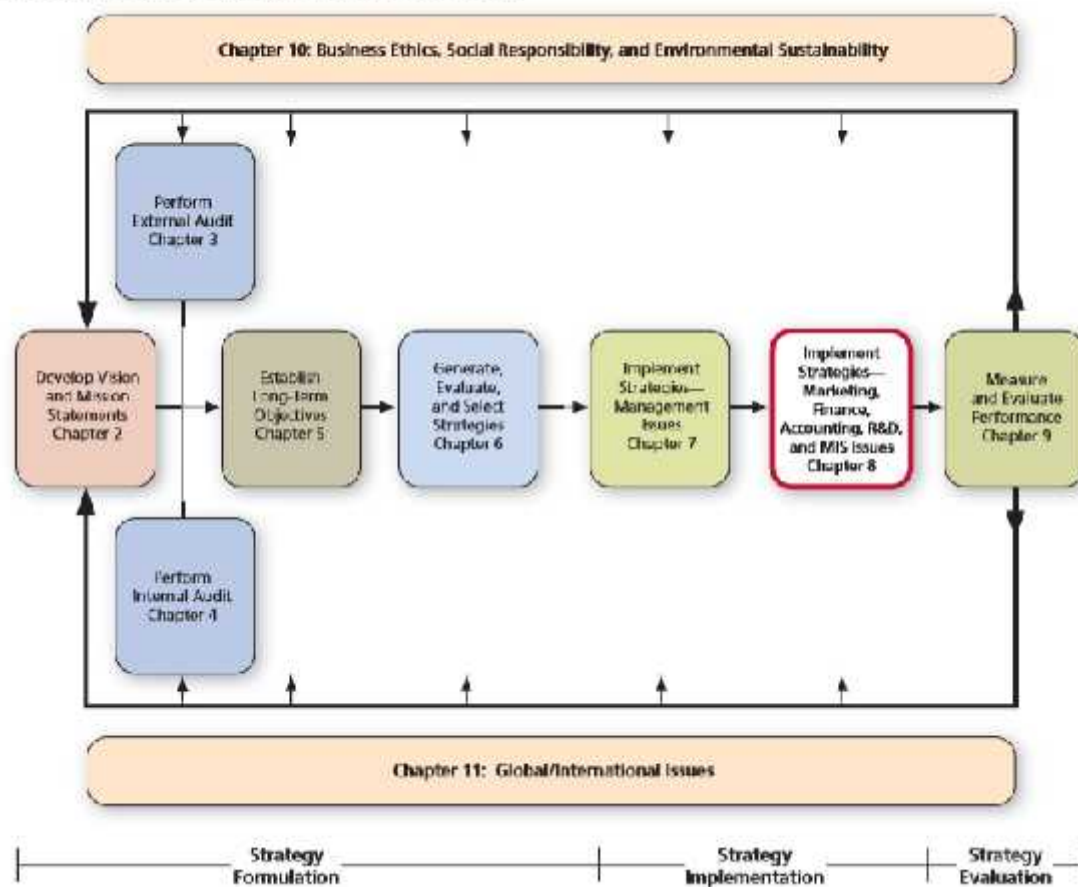 Chapter 10: Business Ethics, Social Responsibility, and Environmental Sustainability
Perform
External Audit
Chapter 3
Develop Vision
and Mission
Statements
Chapter 2
Establish
Long-Term
Objectives
Chapter 5
Generate,
Evaluate,
and Select
Strategies
Chapter 6
Implement
Strategies—
Management
Issues
Chapter 7
Implement
Strategies—
Marketing,
Finance,
Accounting, R&D,
and MIS Issues
Chapter 8
Measure
and Evaluate
Performance
Chapter 9
Perform
Internal Audit
Chapter 4
Chapter 11: Global/International Issues
Strategy
Formulation
Strategy
Implementation
Strategy
Evaluation